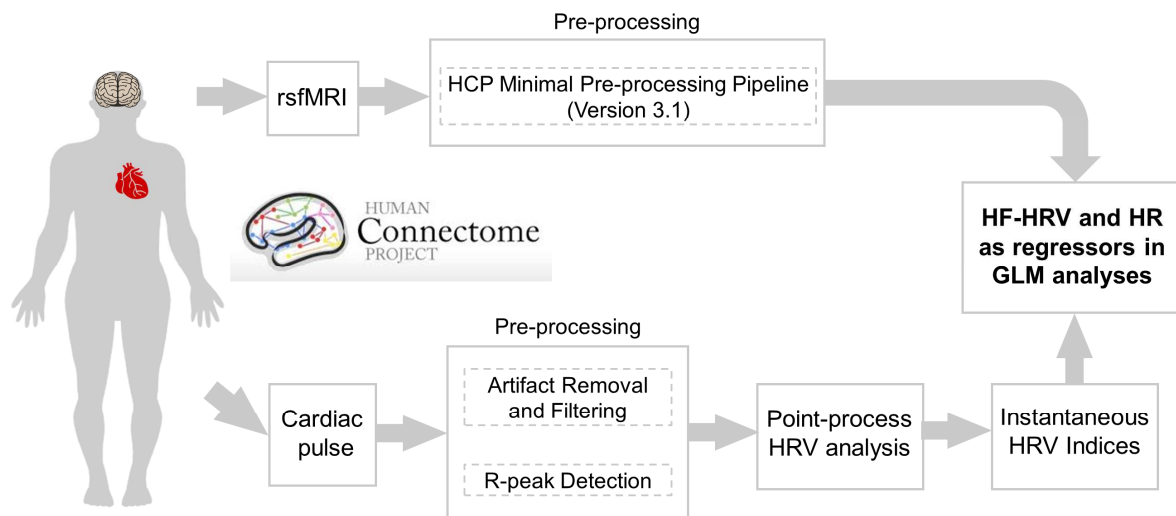 Pre-processing
rsfMRI
HCP Minimal Pre-processing Pipeline
(Version 3.1)
HUMAN
Connectome
PROJECT
HF-HRV and HR
as regressors in
GLM analyses
Pre-processing
Artifact Removal
and Filtering
R-peak Detection
Cardiac
pulse
Point-process
HRV analysis
Instantaneous
HRV Indices